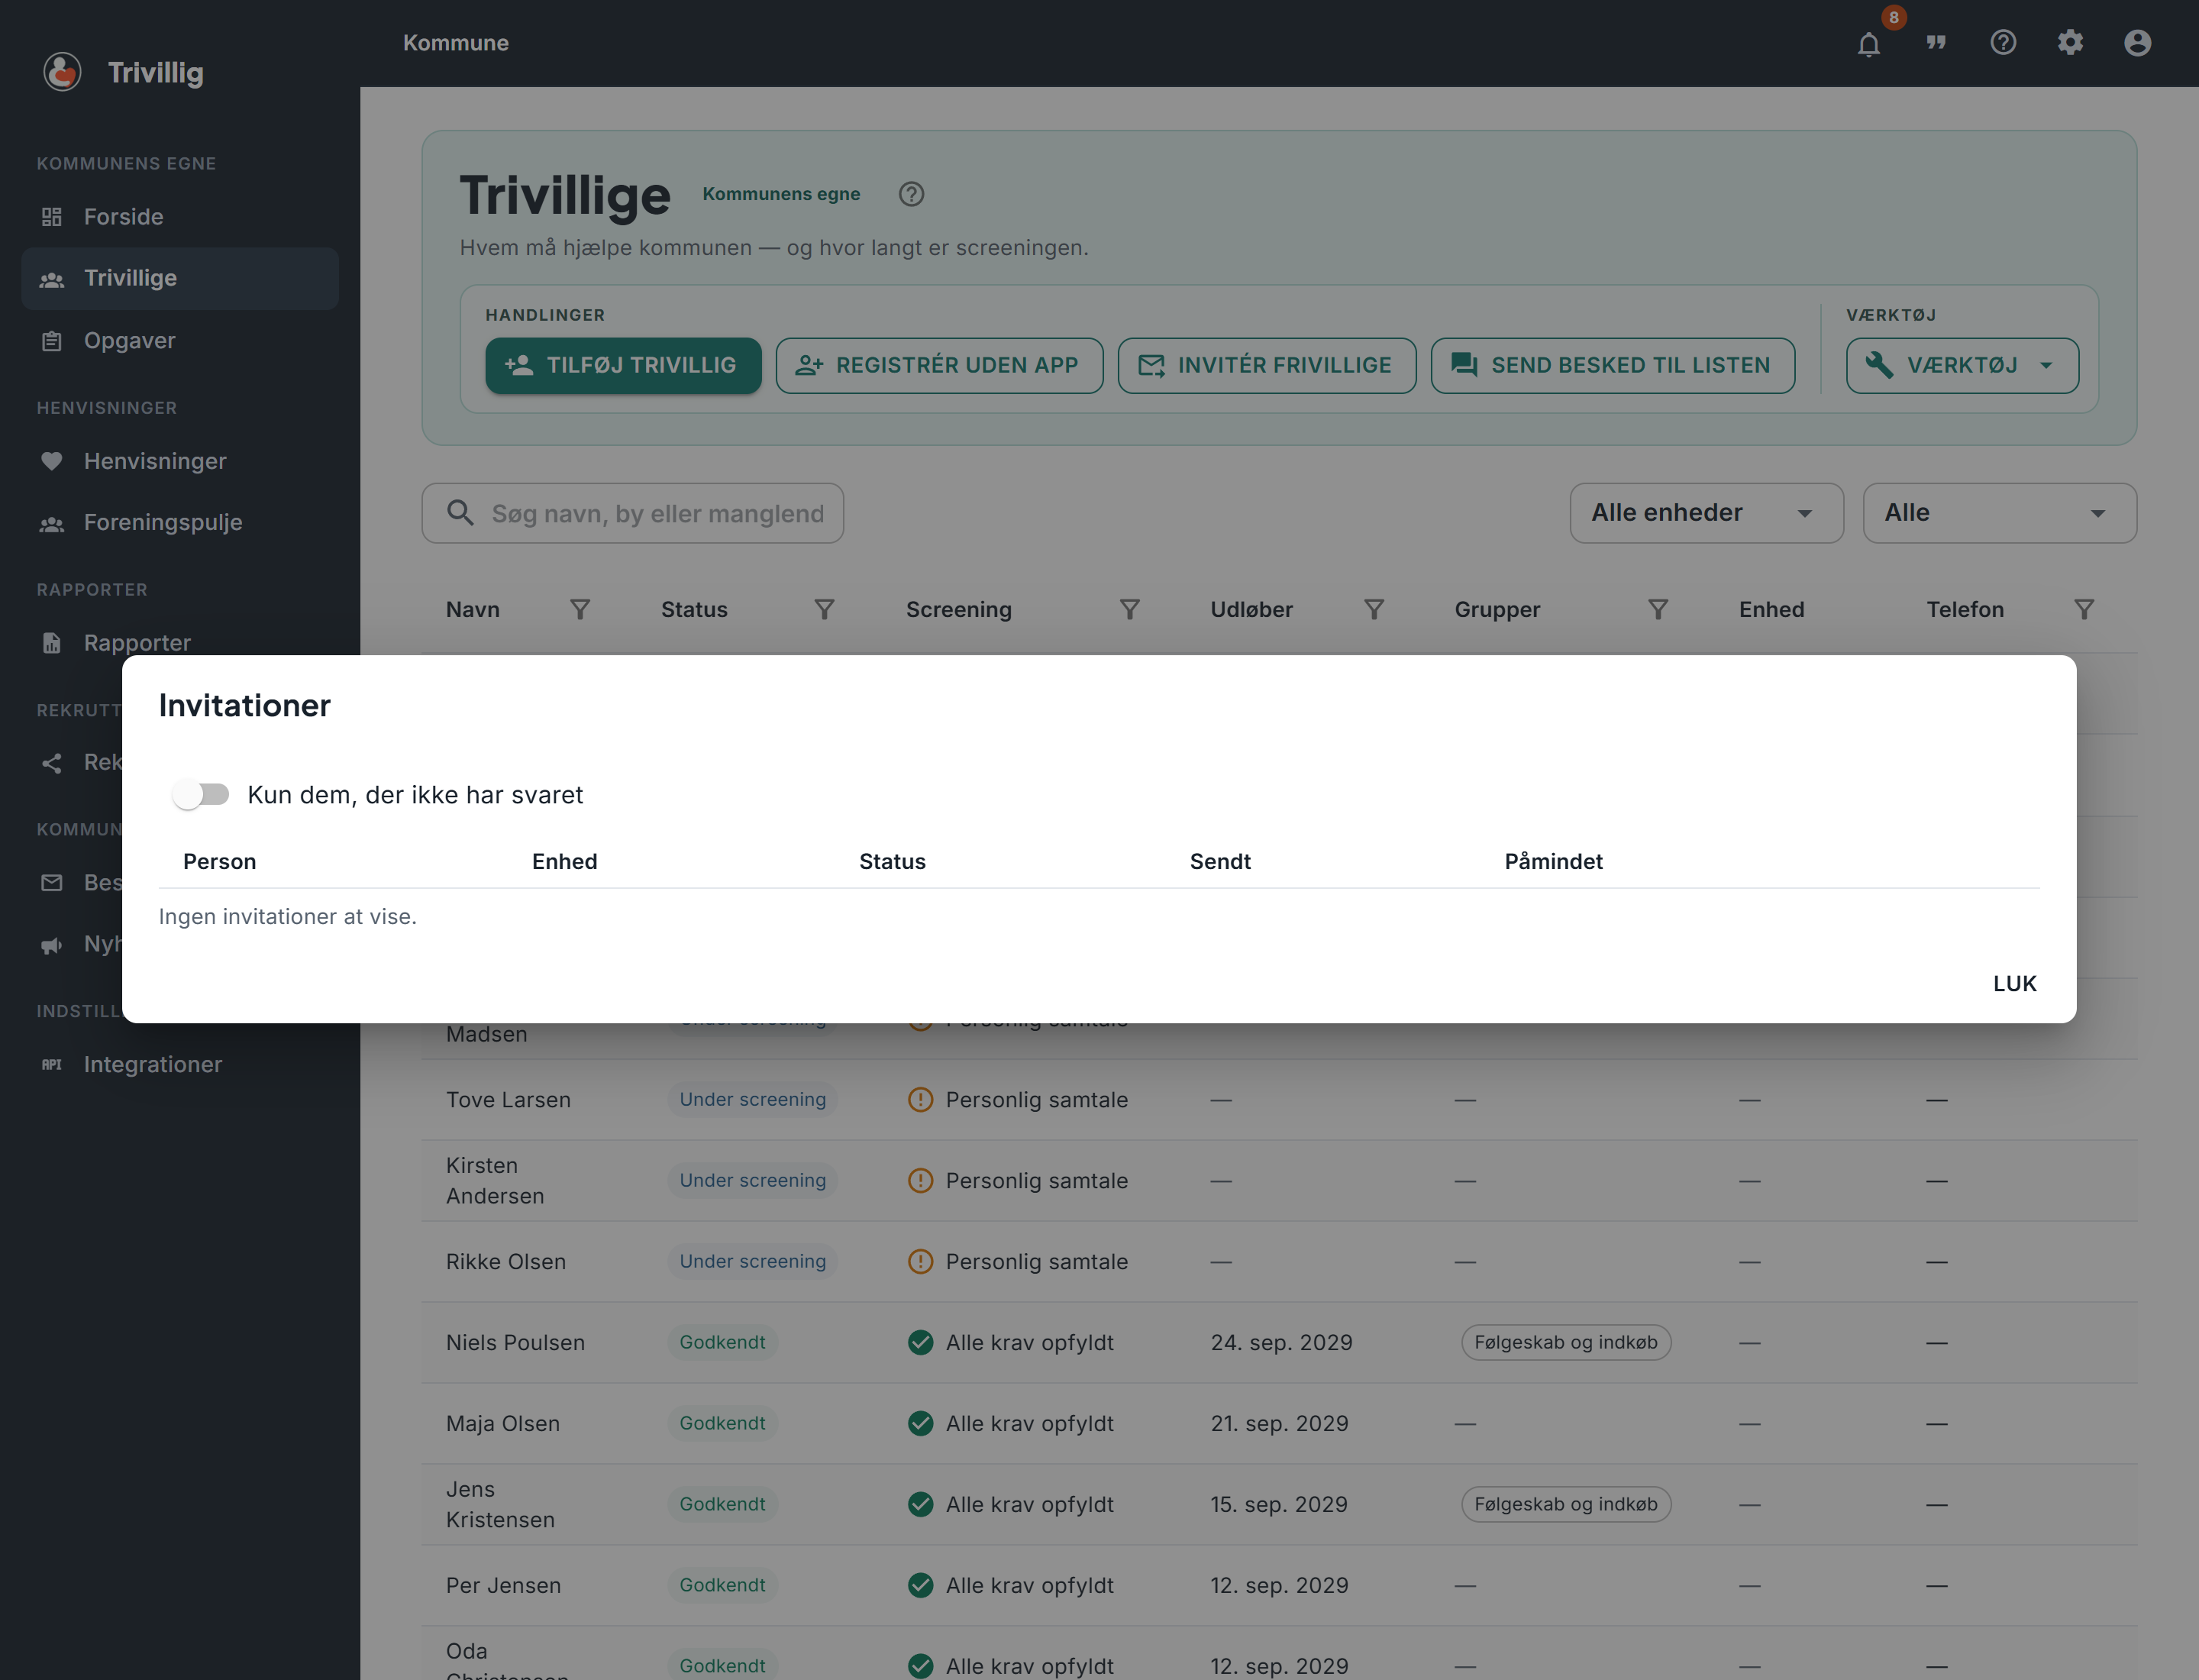 Trivillig
Kommune
8
KOMMUNENS EGNE
Forside
Trivillige
Opgaver
HENVISNINGER
Henvisninger
Foreningspulje
RAPPORTER
Rapporter
REKRUTT
Rek
KOMMUN
Bes
Nyh
INDSTILL
API Integrationer
Trivillige Kommunens egne
Hvem må hjælpe kommunen — og hvor langt er screeningen.
HANDLINGER
TILFØJ TRIVILLIG REGISTRÉR UDEN APP INVITÉR FRIVILLIGE SEND BESKED TIL LISTEN
VÆRKTØJ
VÆRKTØJ
Søg navn, by eller manglend
Alle enheder Alle
Navn Status Screening Udløber Grupper Enhed Telefon
Invitationer
Kun dem, der ikke har svaret
Person Enhed Status Sendt Påmindet
Ingen invitationer at vise.
LUK
Madsen
Tove Larsen Under screening Personlig samtale — — — —
Kirsten
Andersen Under screening Personlig samtale — — — —
Rikke Olsen Under screening Personlig samtale — — — —
Niels Poulsen Godkendt Alle krav opfyldt 24. sep. 2029 Følgeskab og indkøb — —
Maja Olsen Godkendt Alle krav opfyldt 21. sep. 2029 — — —
Jens
Kristensen Godkendt Alle krav opfyldt 15. sep. 2029 Følgeskab og indkøb — —
Per Jensen Godkendt Alle krav opfyldt 12. sep. 2029 — — —
Oda
Godkendt Alle krav opfyldt 12. sep. 2029 — — —